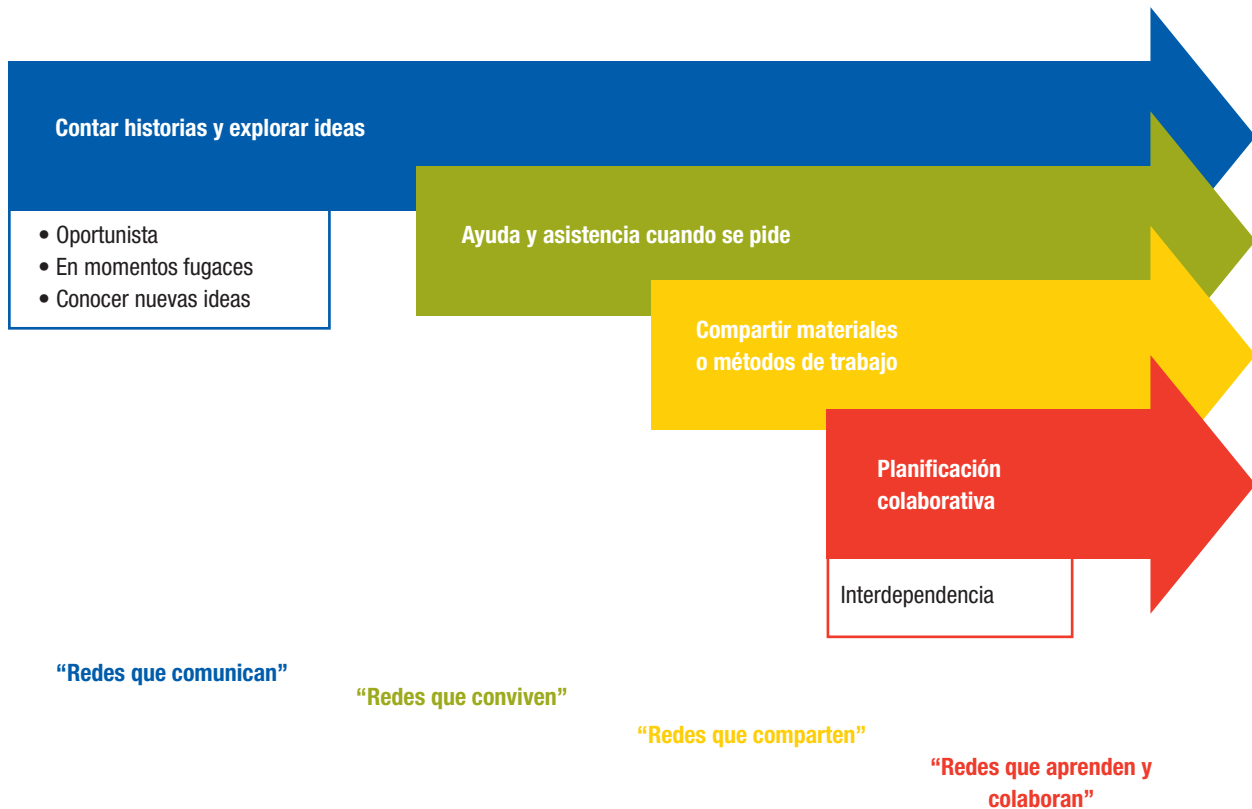 Contar historias y explorar ideas
• Oportunista
• En momentos fugaces
• Conocer nuevas ideas
Ayuda y asistencia cuando se pide
Compartir materiales
o métodos de trabajo
Planificación
colaborativa
Interdependencia
“Redes que comunican”
“Redes que conviven”
“Redes que comparten”
“Redes que aprenden y
colaboran”